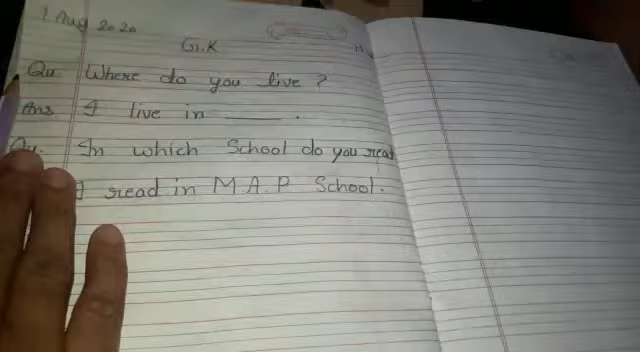 1 Aug 2020
G.K
Qu Where do you live ?
Ans I live in ____ .
Qu. In which School do you read
I read in M.A.P School.